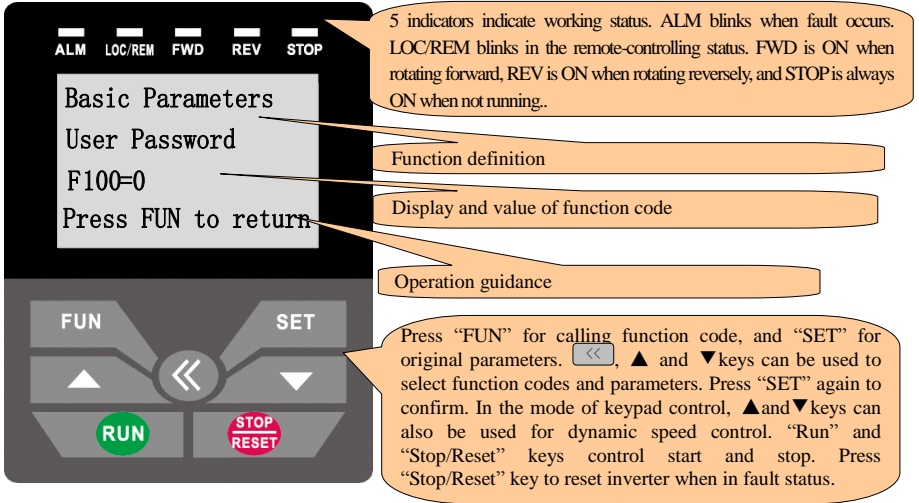 ALM LOC/REM FWD REV STOP
Basic Parameters
User Password
F100=0
Press FUN to return
FUN
SET
RUN
STOP
RESET
5 indicators indicate working status. ALM blinks when fault occurs.
LOC/REM blinks in the remote-controlling status. FWD is ON when
rotating forward, REV is ON when rotating reversely, and STOP is always
ON when not running..
Function definition
Display and value of function code
Operation guidance
Press “FUN” for calling function code, and “SET” for
original parameters. <<, ▲ and ▼keys can be used to
select function codes and parameters. Press “SET” again to
confirm. In the mode of keypad control, ▲and▼keys can
also be used for dynamic speed control. “Run” and
“Stop/Reset” keys control start and stop. Press
“Stop/Reset” key to reset inverter when in fault status.